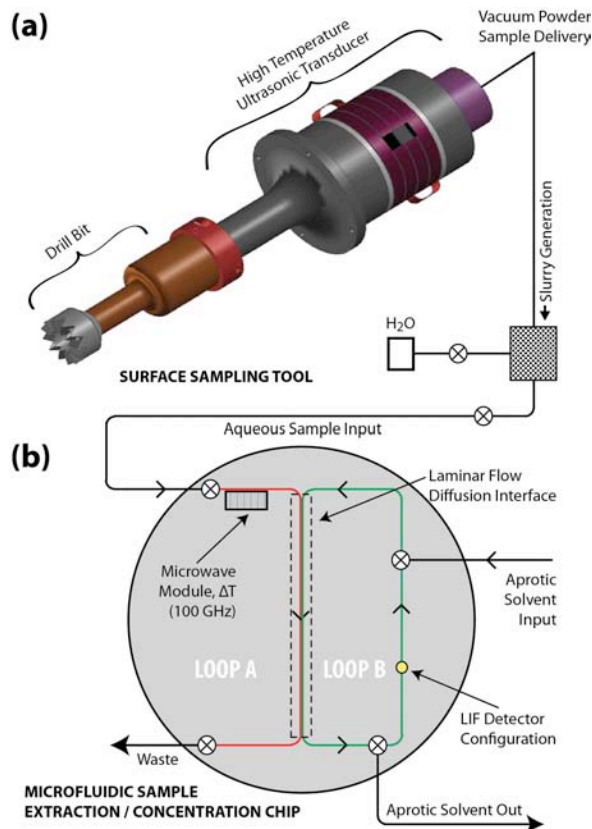 (a)
Vacuum Powder
Sample Delivery
High Temperature
Ultrasonic Transducer
Drill Bit
Slurry Generation
H2O
SURFACE SAMPLING TOOL
Aqueous Sample Input
(b)
Laminar Flow
Diffusion Interface
Microwave
Module, ΔT
(100 GHz)
Aprotic
Solvent
Input
LOOP A
LOOP B
LIF Detector
Configuration
Waste
MICROFLUIDIC SAMPLE
EXTRACTION / CONCENTRATION CHIP
Aprotic Solvent Out